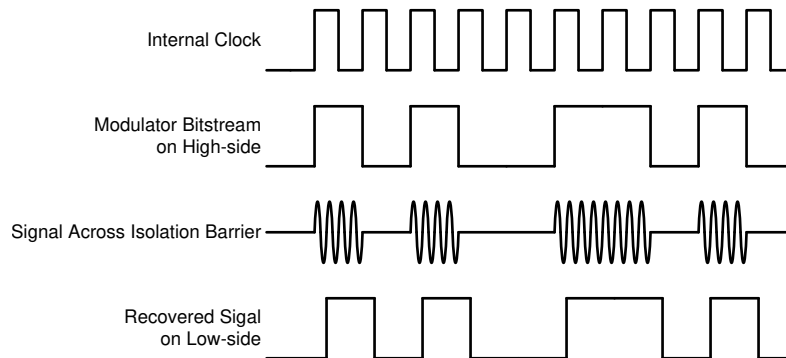 Internal Clock
Modulator Bitstream
on High-side
Signal Across Isolation Barrier
Recovered Sigal
on Low-side